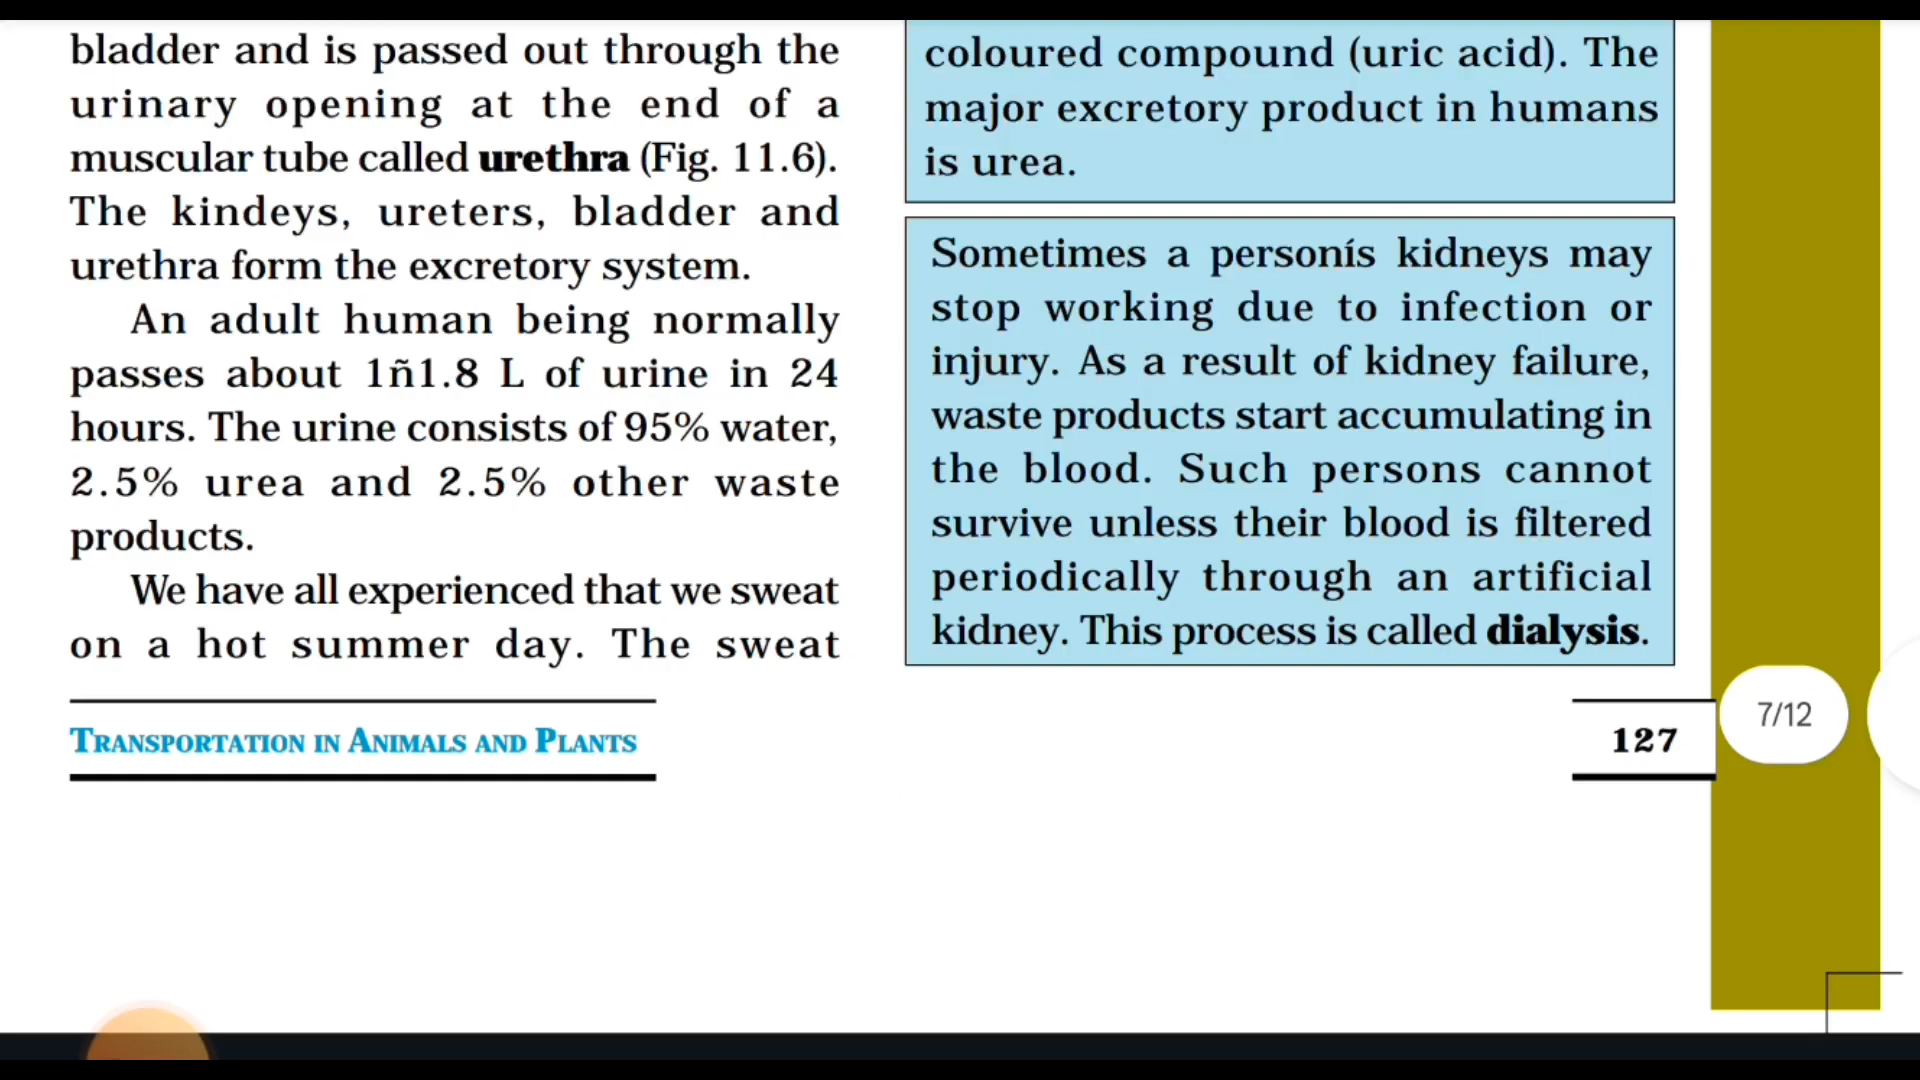 bladder and is passed out through the
urinary opening at the end of a
muscular tube called urethra (Fig. 11.6).
The kindeys, ureters, bladder and
urethra form the excretory system.
An adult human being normally
passes about 1ñ1.8 L of urine in 24
hours. The urine consists of 95% water,
2.5% urea and 2.5% other waste
products.
We have all experienced that we sweat
on a hot summer day. The sweat
coloured compound (uric acid). The
major excretory product in humans
is urea.
Sometimes a personís kidneys may
stop working due to infection or
injury. As a result of kidney failure,
waste products start accumulating in
the blood. Such persons cannot
survive unless their blood is filtered
periodically through an artificial
kidney. This process is called dialysis.
TRANSPORTATION IN ANIMALS AND PLANTS
127
7/12